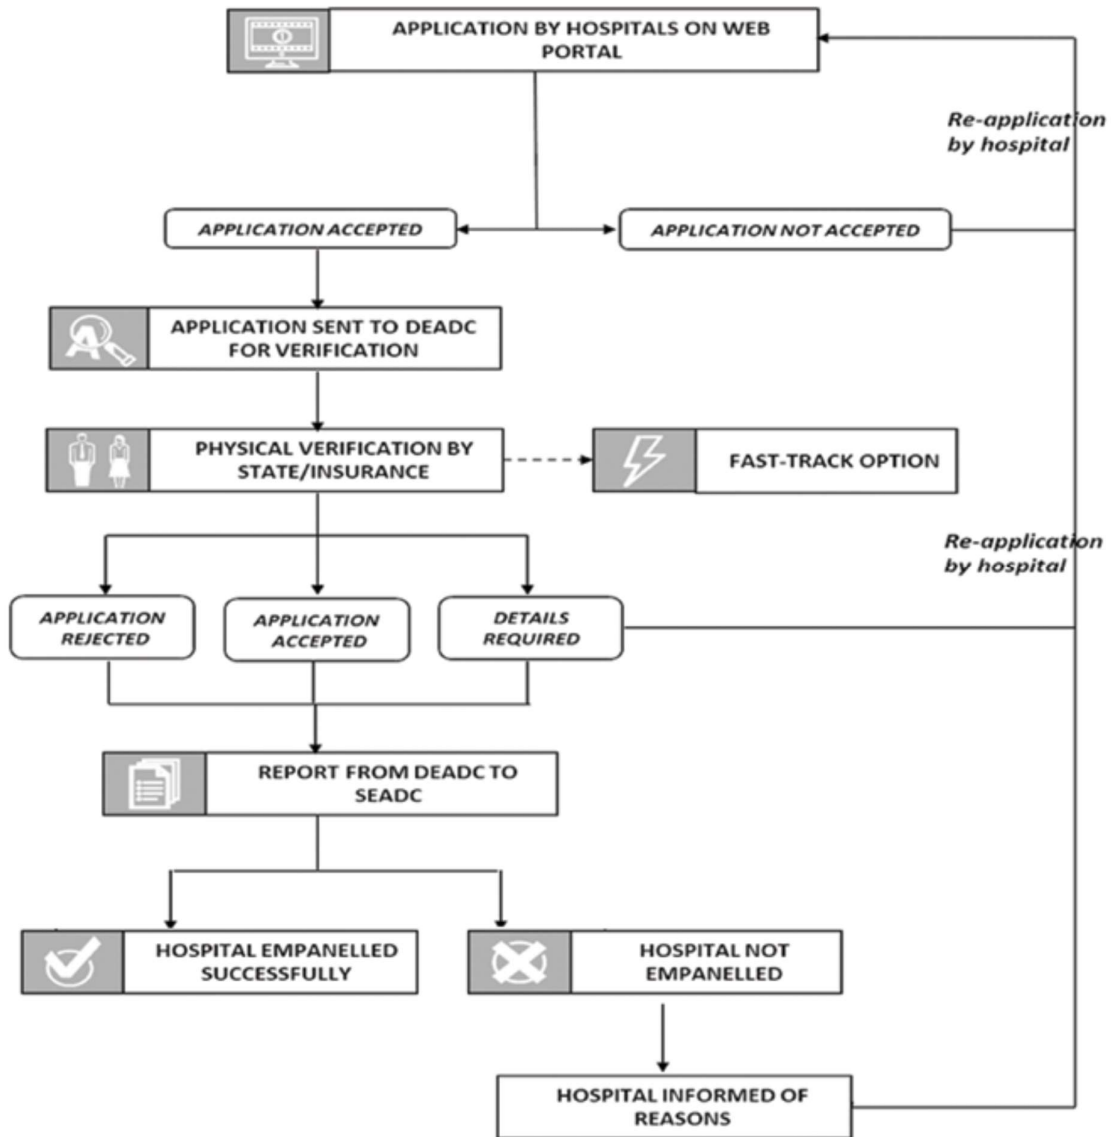 APPLICATION BY HOSPITALS ON WEB
PORTAL
Re-application
by hospital
APPLICATION ACCEPTED
APPLICATION NOT ACCEPTED
APPLICATION SENT TO DEADC
FOR VERIFICATION
PHYSICAL VERIFICATION BY
STATE/INSURANCE
FAST-TRACK OPTION
Re-application
by hospital
APPLICATION
REJECTED
APPLICATION
ACCEPTED
DETAILS
REQUIRED
REPORT FROM DEADC TO
SEADC
HOSPITAL EMPANELLED
SUCCESSFULLY
HOSPITAL NOT
EMPANELLED
HOSPITAL INFORMED OF
REASONS